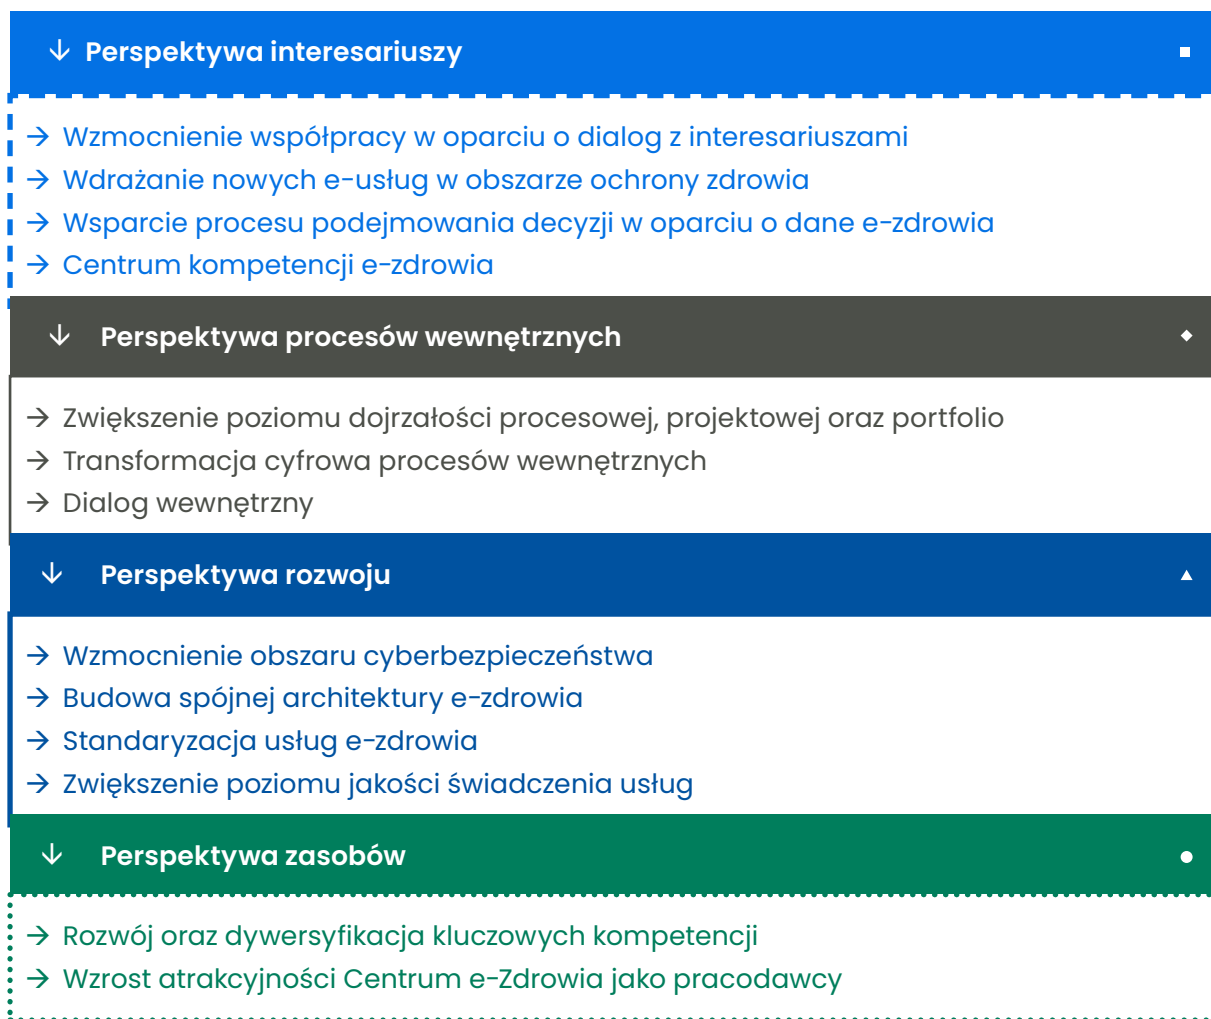 ↓ Perspektywa interesariuszy
→ Wzmocnienie współpracy w oparciu o dialog z interesariuszami
→ Wdrażanie nowych e-usług w obszarze ochrony zdrowia
→ Wsparcie procesu podejmowania decyzji w oparciu o dane e-zdrowia
→ Centrum kompetencji e-zdrowia
↓ Perspektywa procesów wewnętrznych
→ Zwiększenie poziomu dojrzałości procesowej, projektowej oraz portfolio
→ Transformacja cyfrowa procesów wewnętrznych
→ Dialog wewnętrzny
↓ Perspektywa rozwoju
→ Wzmocnienie obszaru cyberbezpieczeństwa
→ Budowa spójnej architektury e-zdrowia
→ Standaryzacja usług e-zdrowia
→ Zwiększenie poziomu jakości świadczenia usług
↓ Perspektywa zasobów
→ Rozwój oraz dywersyfikacja kluczowych kompetencji
→ Wzrost atrakcyjności Centrum e-Zdrowia jako pracodawcy